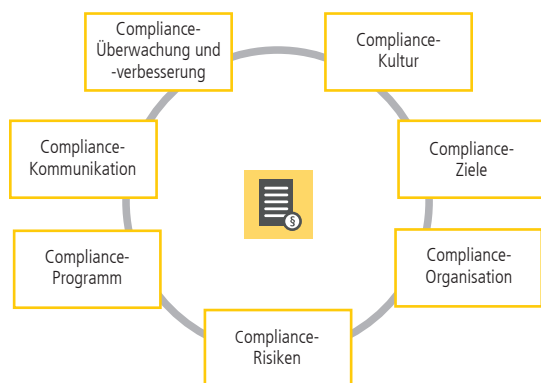 Compliance-
Überwachung und
-verbesserung
Compliance-
Kultur
Compliance-
Ziele
Compliance-
Organisation
Compliance-
Risiken
Compliance-
Programm
Compliance-
Kommunikation
§